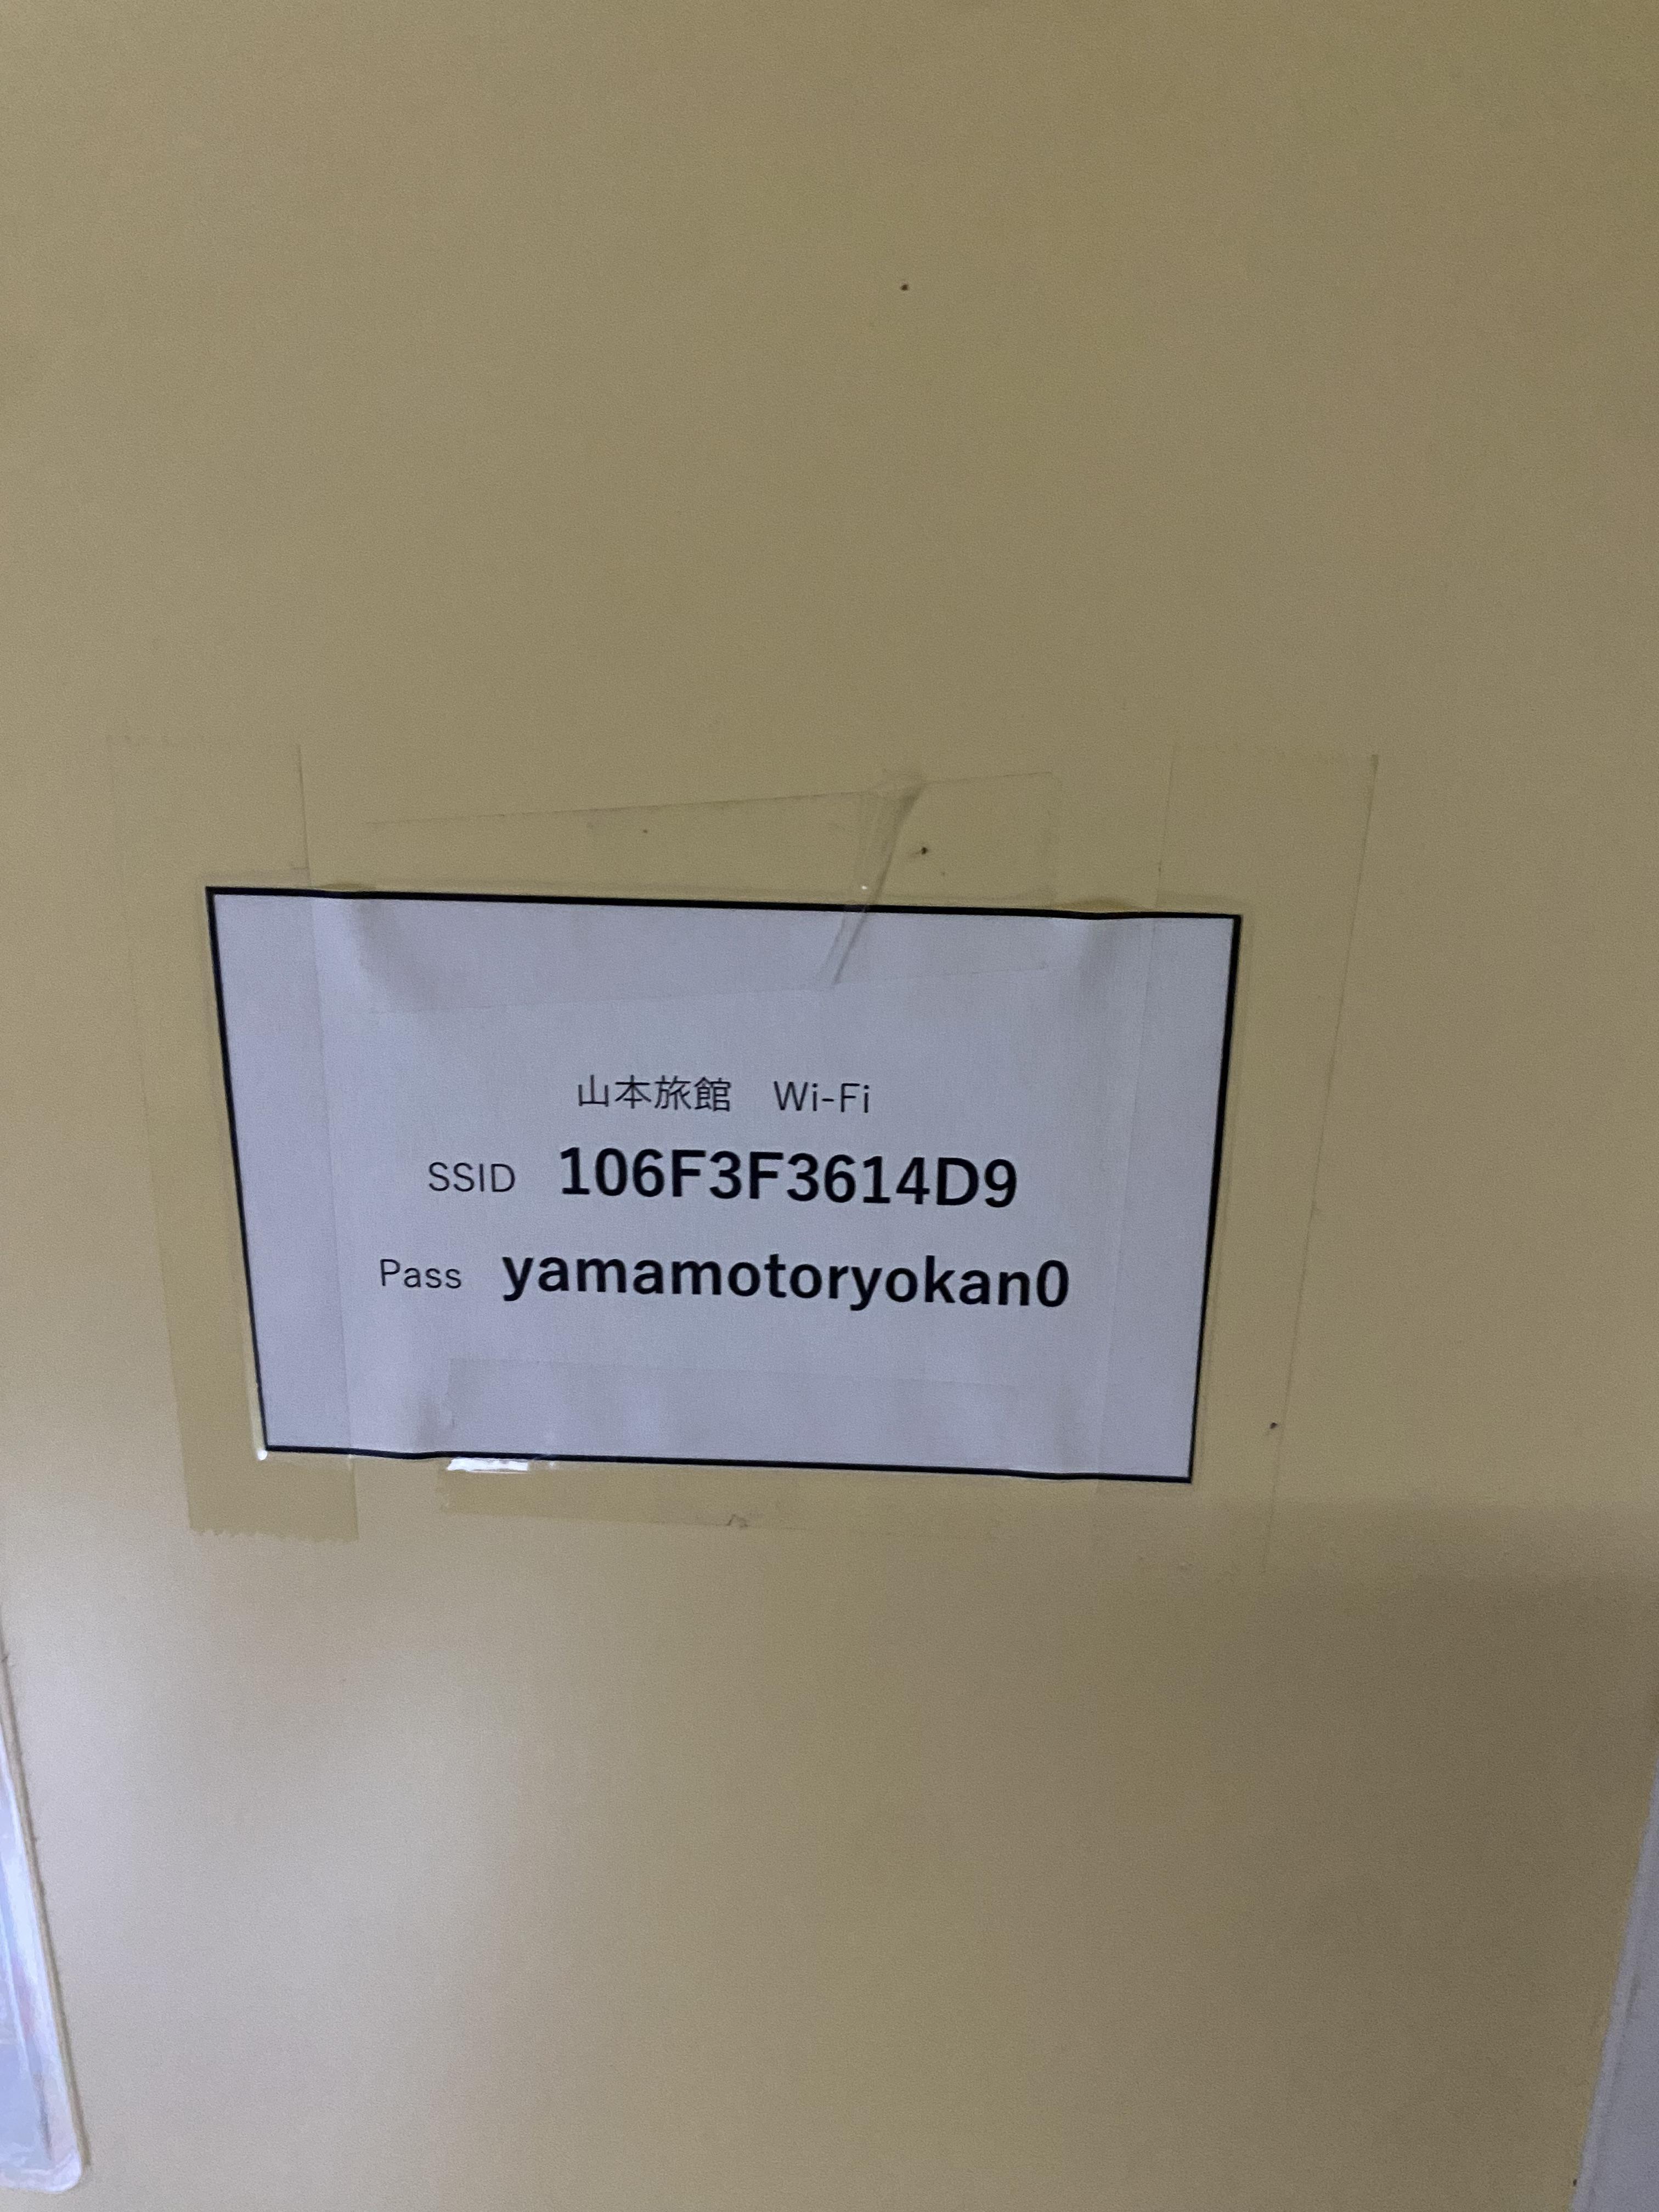 山本旅館　Wi-Fi
SSID 106F3F3614D9
Pass yamamotoryokan0